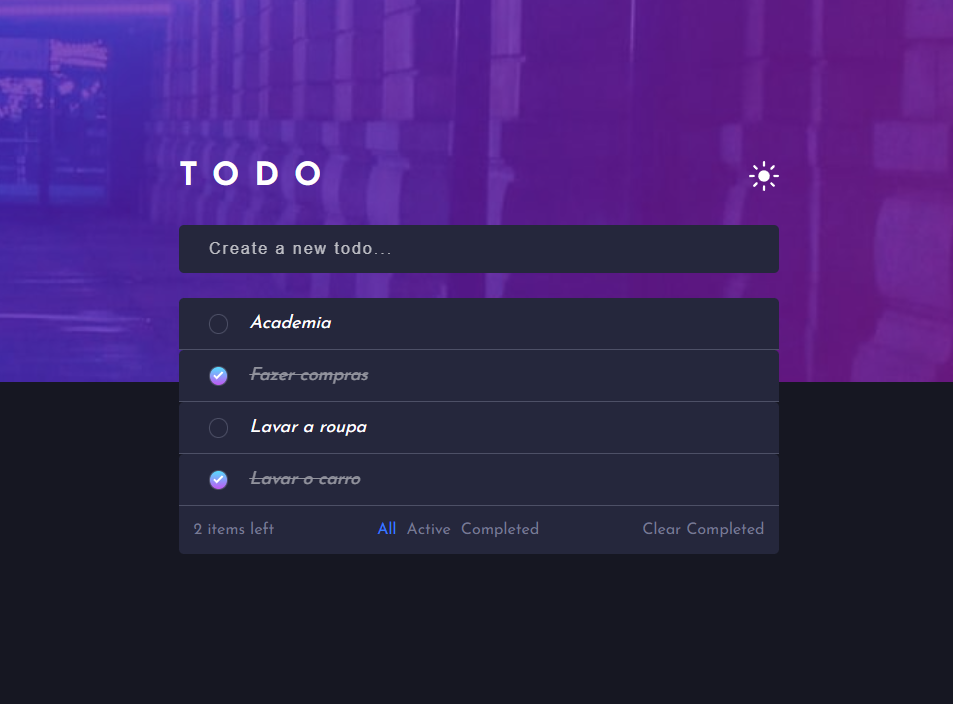 TODO
Create a new todo...
Academia
Fazer compras
Lavar a roupa
Lavar o carro
2 items left All Active Completed Clear Completed